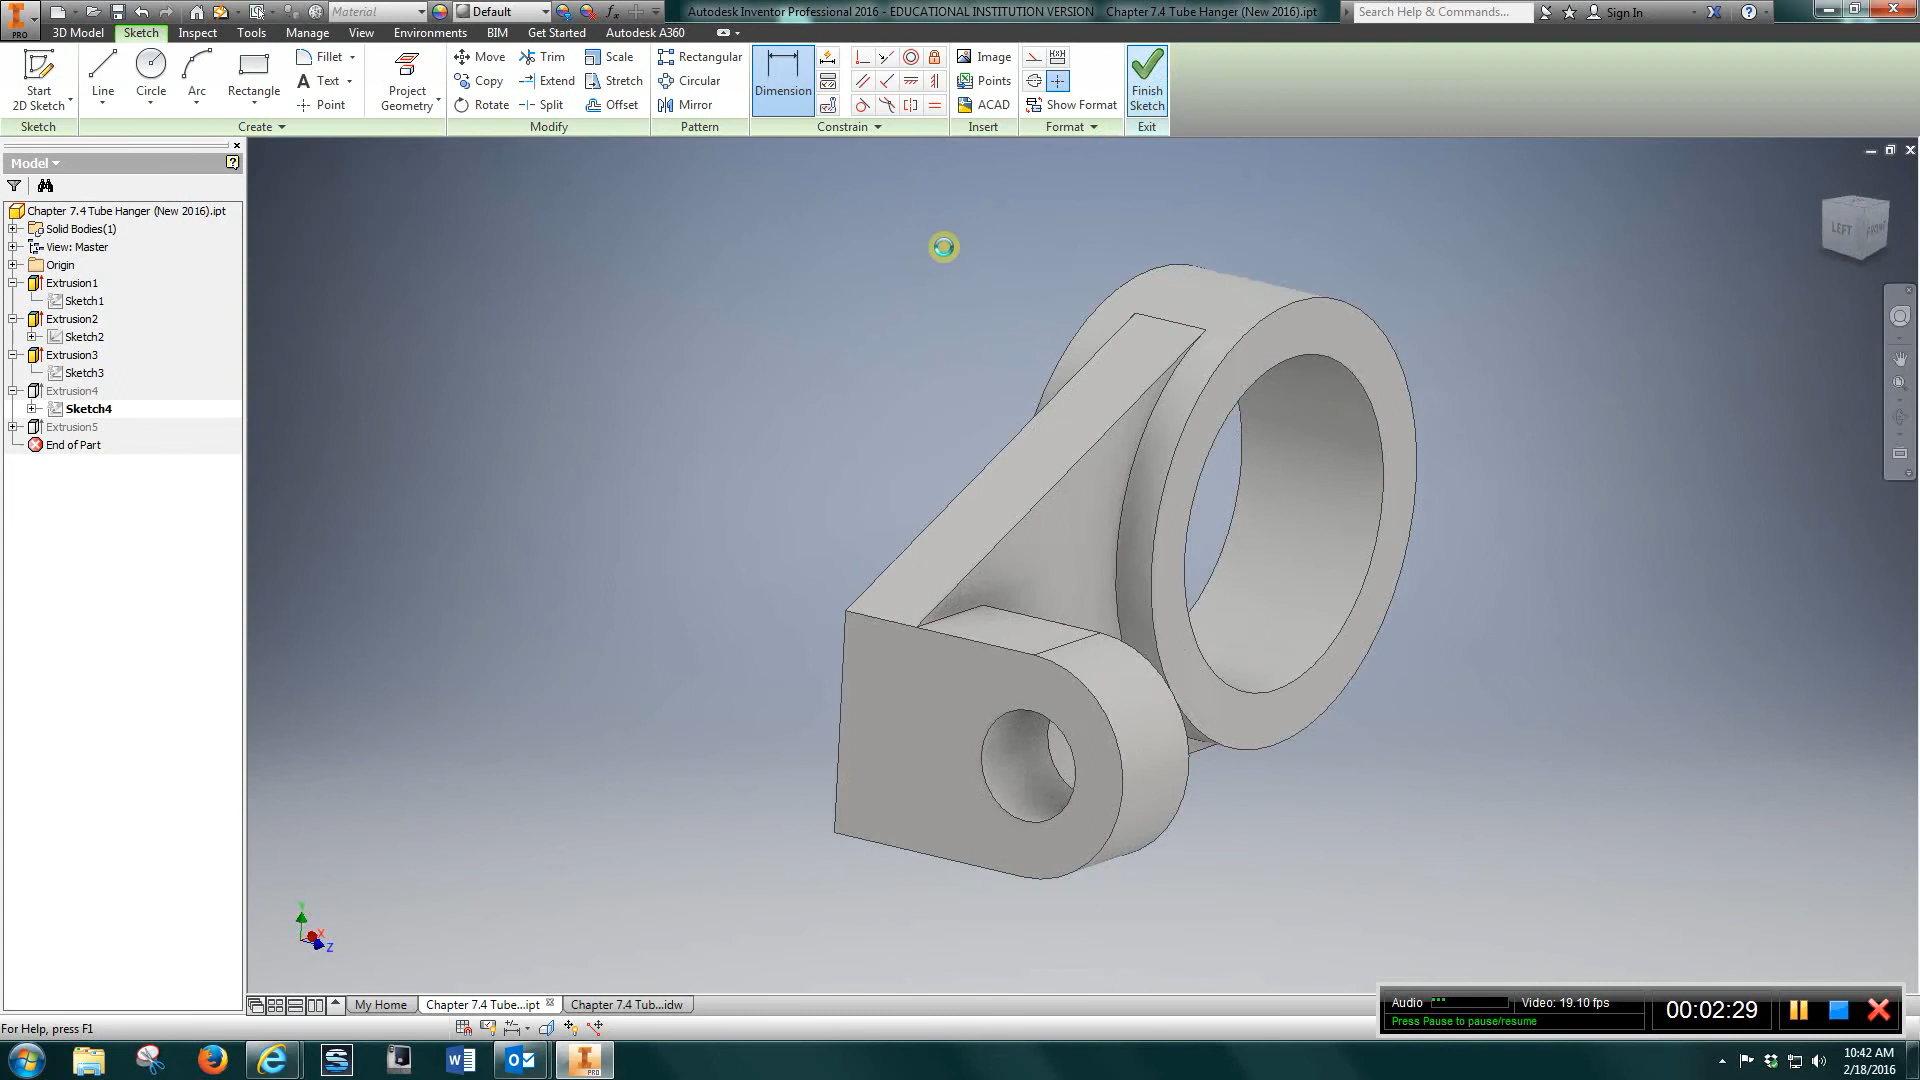 Material
Default
Autodesk Inventor Professional 2016 - EDUCATIONAL INSTITUTION VERSION Chapter 7.4 Tube Hanger (New 2016).ipt
Search Help & Commands...
Sign In
PRO
3D Model Sketch Inspect Tools Manage View Environments BIM Get Started Autodesk A360
Start
2D Sketch
Line
Circle
Arc
Rectangle
Fillet
Text
Point
Project
Geometry
Move
Copy
Rotate
Trim
Extend
Split
Scale
Stretch
Offset
Rectangular
Circular
Mirror
Dimension
Image
Points
ACAD
Show Format
Finish
Sketch
Sketch Create Modify Pattern Constrain Insert Format Exit
Model
Chapter 7.4 Tube Hanger (New 2016).ipt
Solid Bodies(1)
View: Master
Origin
Extrusion1
Sketch1
Extrusion2
Sketch2
Extrusion3
Sketch3
Extrusion4
Sketch4
Extrusion5
End of Part
LEFT
FRONT
Y
X
Z
My Home
Chapter 7.4 Tube...ipt
Chapter 7.4 Tub...idw
For Help, press F1
Audio
Video: 19.10 fps
Press Pause to pause/resume
00:02:29
10:42 AM
2/18/2016
PRO